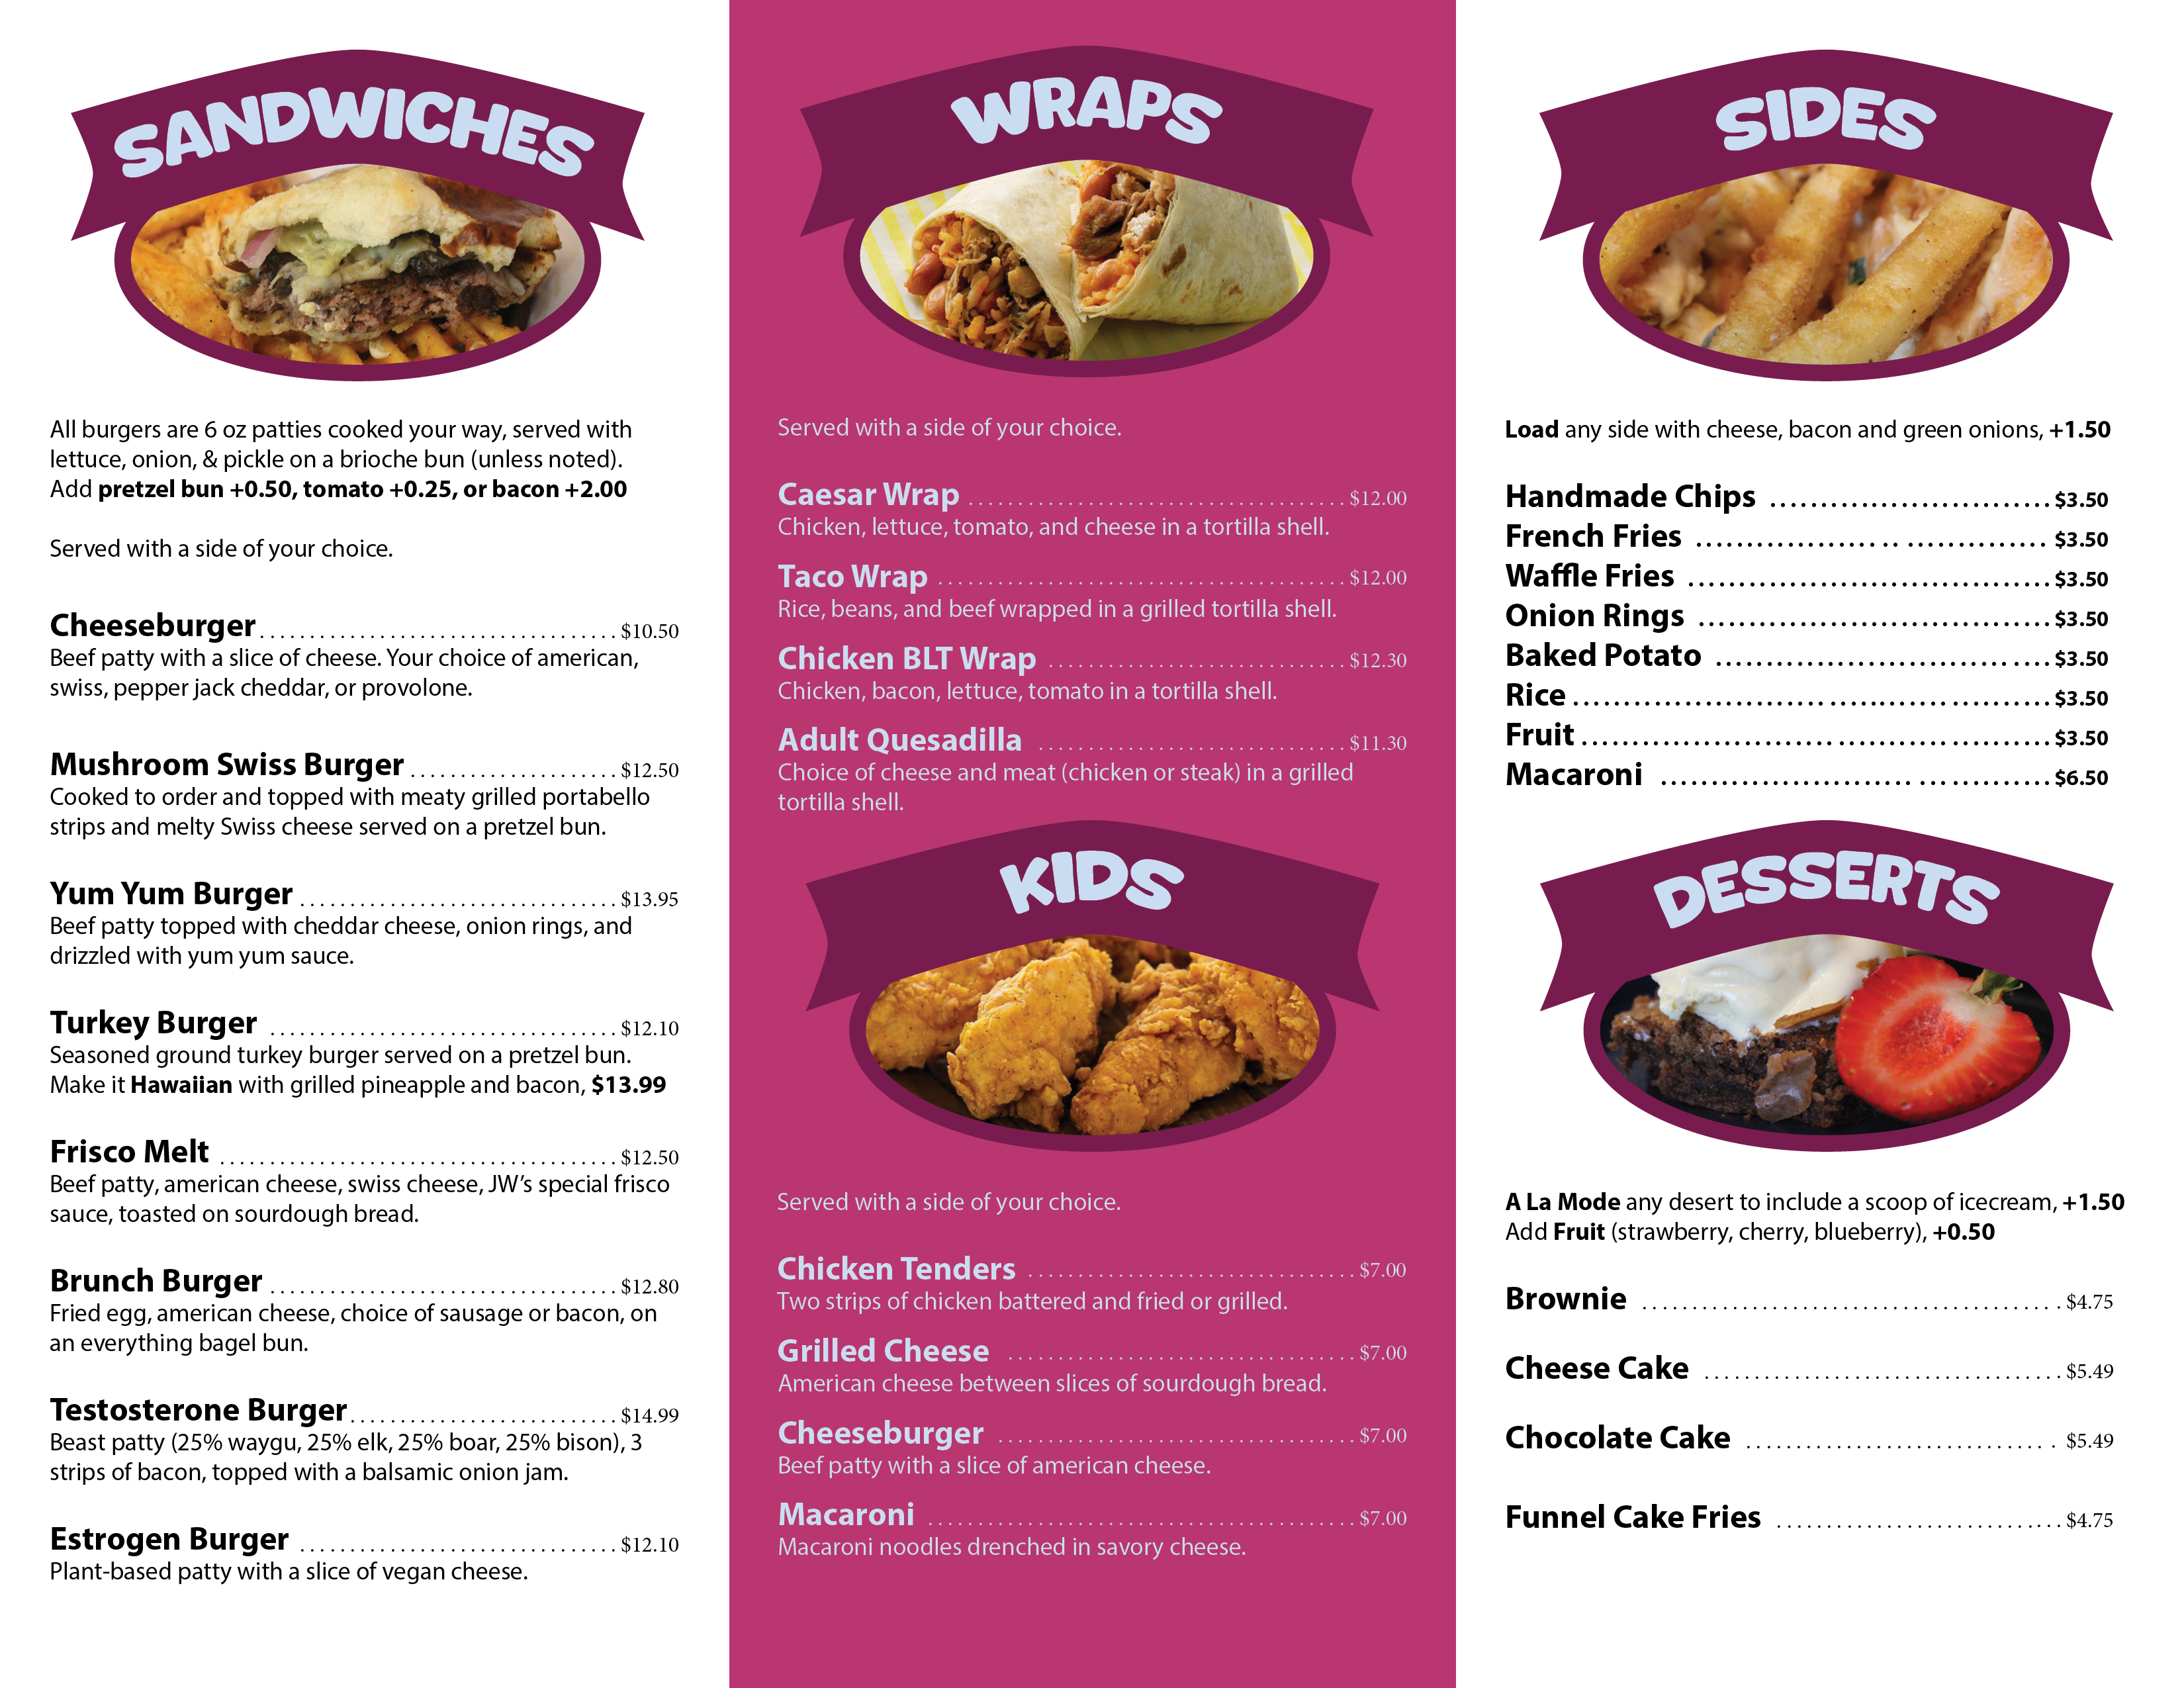 SANDWICHES
All burgers are 6 oz patties cooked your way, served with
lettuce, onion, & pickle on a brioche bun (unless noted).
Add pretzel bun +0.50, tomato +0.25, or bacon +2.00
Served with a side of your choice.
Cheeseburger $10.50
Beef patty with a slice of cheese. Your choice of american,
swiss, pepper jack cheddar, or provolone.
Mushroom Swiss Burger $12.50
Cooked to order and topped with meaty grilled portabello
strips and melty Swiss cheese served on a pretzel bun.
Yum Yum Burger $13.95
Beef patty topped with cheddar cheese, onion rings, and
drizzled with yum yum sauce.
Turkey Burger $12.10
Seasoned ground turkey burger served on a pretzel bun.
Make it Hawaiian with grilled pineapple and bacon, $13.99
Frisco Melt $12.50
Beef patty, american cheese, swiss cheese, JW's special frisco
sauce, toasted on sourdough bread.
Brunch Burger $12.80
Fried egg, american cheese, choice of sausage or bacon, on
an everything bagel bun.
Testosterone Burger $14.99
Beast patty (25% waygu, 25% elk, 25% boar, 25% bison), 3
strips of bacon, topped with a balsamic onion jam.
Estrogen Burger $12.10
Plant-based patty with a slice of vegan cheese.
WRAPS
Served with a side of your choice.
Caesar Wrap $12.00
Chicken, lettuce, tomato, and cheese in a tortilla shell.
Taco Wrap $12.00
Rice, beans, and beef wrapped in a grilled tortilla shell.
Chicken BLT Wrap $12.30
Chicken, bacon, lettuce, tomato in a tortilla shell.
Adult Quesadilla $11.30
Choice of cheese and meat (chicken or steak) in a grilled
tortilla shell.
KIDS
Served with a side of your choice.
Chicken Tenders $7.00
Two strips of chicken battered and fried or grilled.
Grilled Cheese $7.00
American cheese between slices of sourdough bread.
Cheeseburger $7.00
Beef patty with a slice of american cheese.
Macaroni $7.00
Macaroni noodles drenched in savory cheese.
SIDES
Load any side with cheese, bacon and green onions, +1.50
Handmade Chips $3.50
French Fries $3.50
Waffle Fries $3.50
Onion Rings $3.50
Baked Potato $3.50
Rice $3.50
Fruit $3.50
Macaroni $6.50
DESSERTS
A La Mode any desert to include a scoop of icecream, +1.50
Add Fruit (strawberry, cherry, blueberry), +0.50
Brownie $4.75
Cheese Cake $5.49
Chocolate Cake $5.49
Funnel Cake Fries $4.75